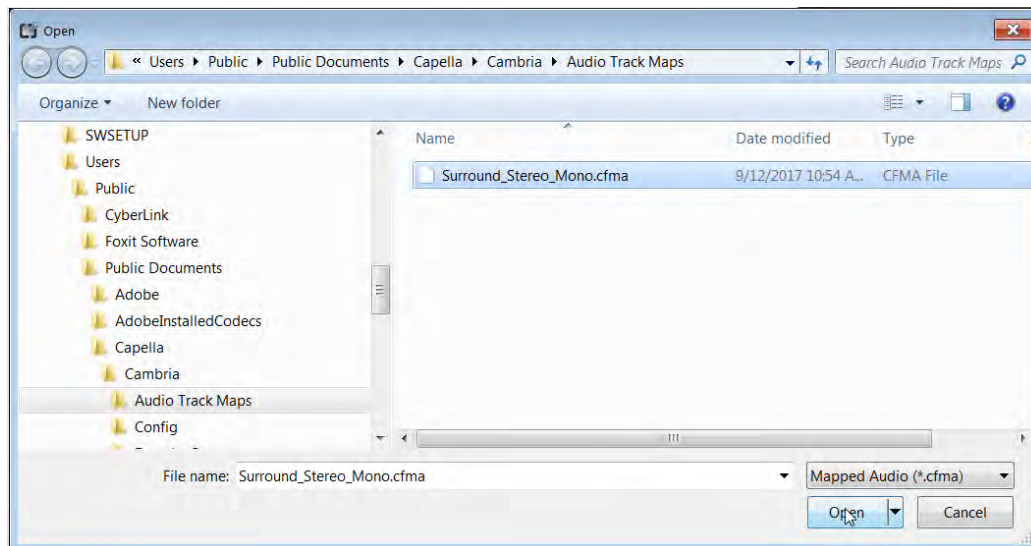 Open
« Users ▸ Public ▸ Public Documents ▸ Capella ▸ Cambria ▸ Audio Track Maps Search Audio Track Maps
Organize New folder
SWSETUP
Users
Public
CyberLink
Foxit Software
Public Documents
Adobe
AdobeInstalledCodecs
Capella
Cambria
Audio Track Maps
Config
Name Date modified Type
Surround_Stereo_Mono.cfma 9/12/2017 10:54 A... CFMA File
File name: Surround_Stereo_Mono.cfma Mapped Audio (*.cfma)
Open Cancel